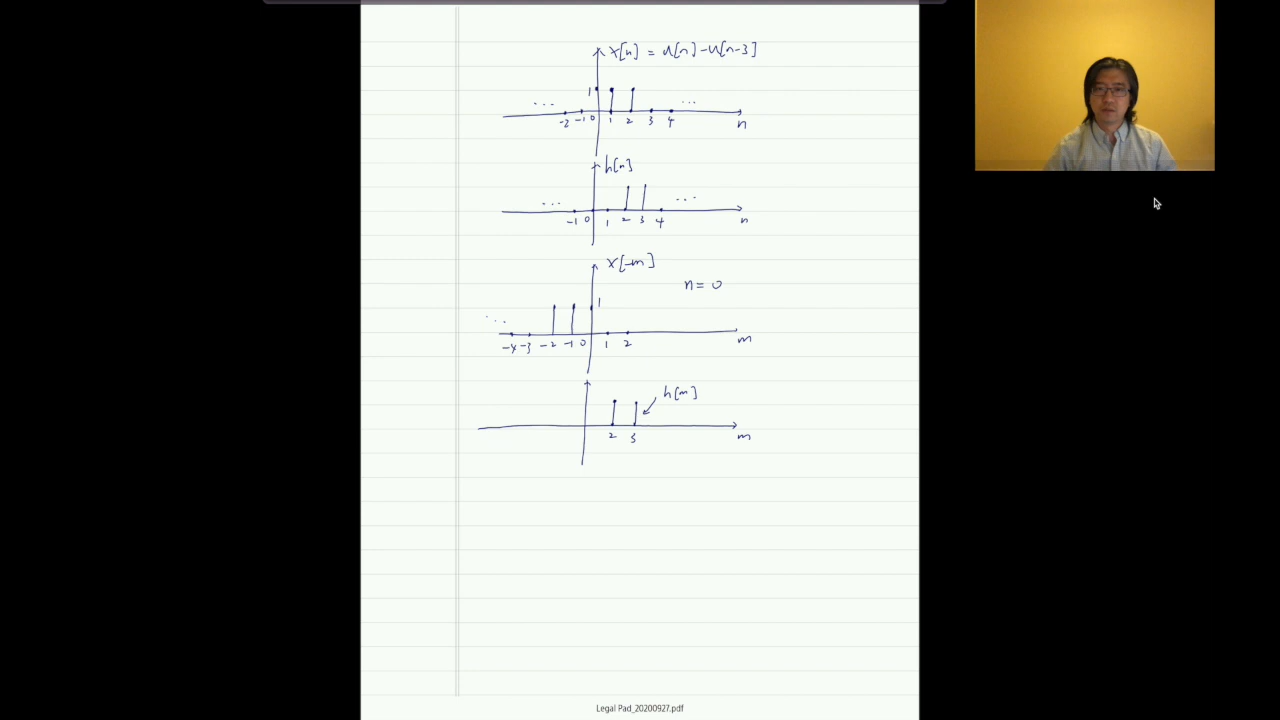 x[n] = u[n] - u[n-3]
1
... ...
-2 -1 0 1 2 3 4 n
h[n]
... ...
-1 0 1 2 3 4 n
x[-m]
n = 0
1
...
-4 -3 -2 -1 0 1 2 m
h[m]
2 3 m
Legal Pad_20200927.pdf